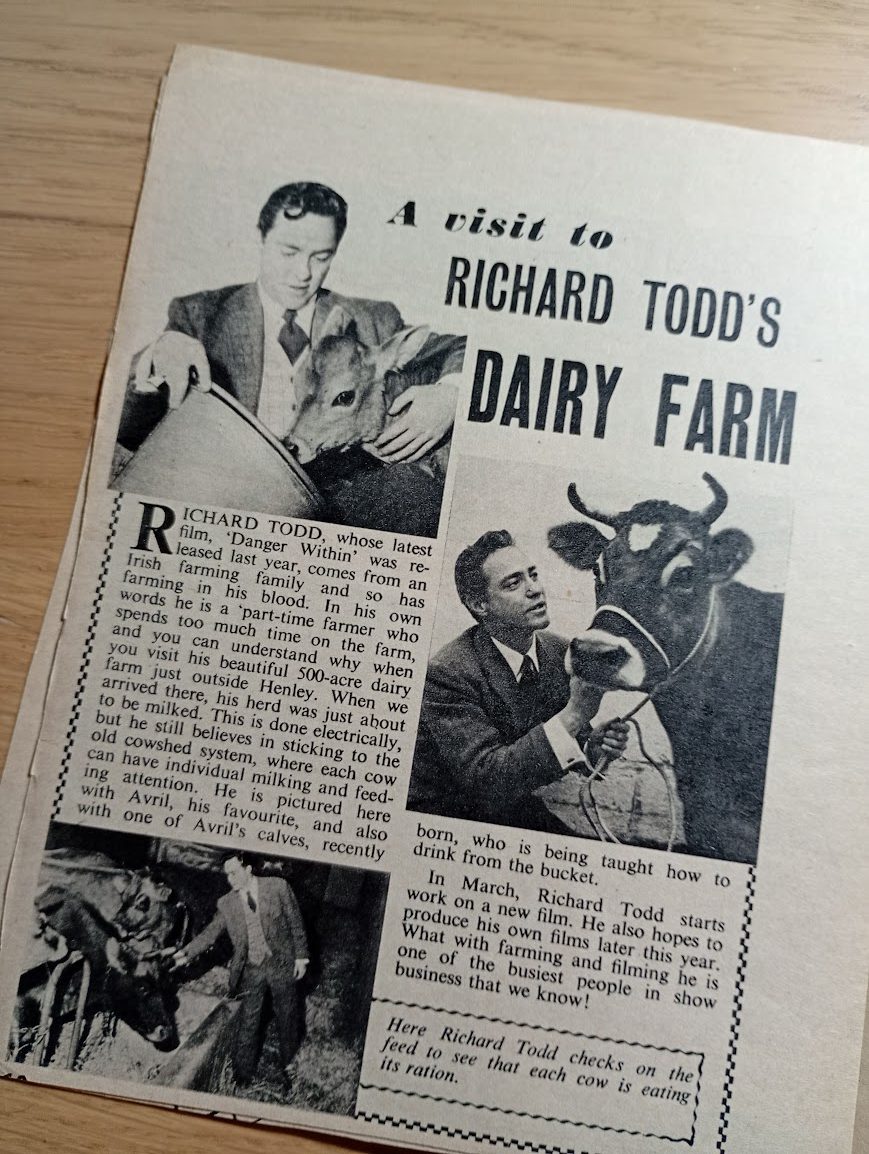 A visit to
RICHARD TODD'S
DAIRY FARM
RICHARD TODD, whose latest
film, 'Danger Within' was re-
leased last year, comes from an
Irish farming family and so has
farming in his blood. In his own
words he is a 'part-time farmer who
spends too much time on the farm,
and you can understand why when
you visit his beautiful 500-acre dairy
farm just outside Henley. When we
arrived there, his herd was just about
to be milked. This is done electrically,
but he still believes in sticking to the
old cowshed system, where each cow
can have individual milking and feed-
ing attention. He is pictured here
with Avril, his favourite, and also
with one of Avril's calves, recently
born, who is being taught how to
drink from the bucket.
In March, Richard Todd starts
work on a new film. He also hopes to
produce his own films later this year.
What with farming and filming he is
one of the busiest people in show
business that we know!
Here Richard Todd checks on the
feed to see that each cow is eating
its ration.